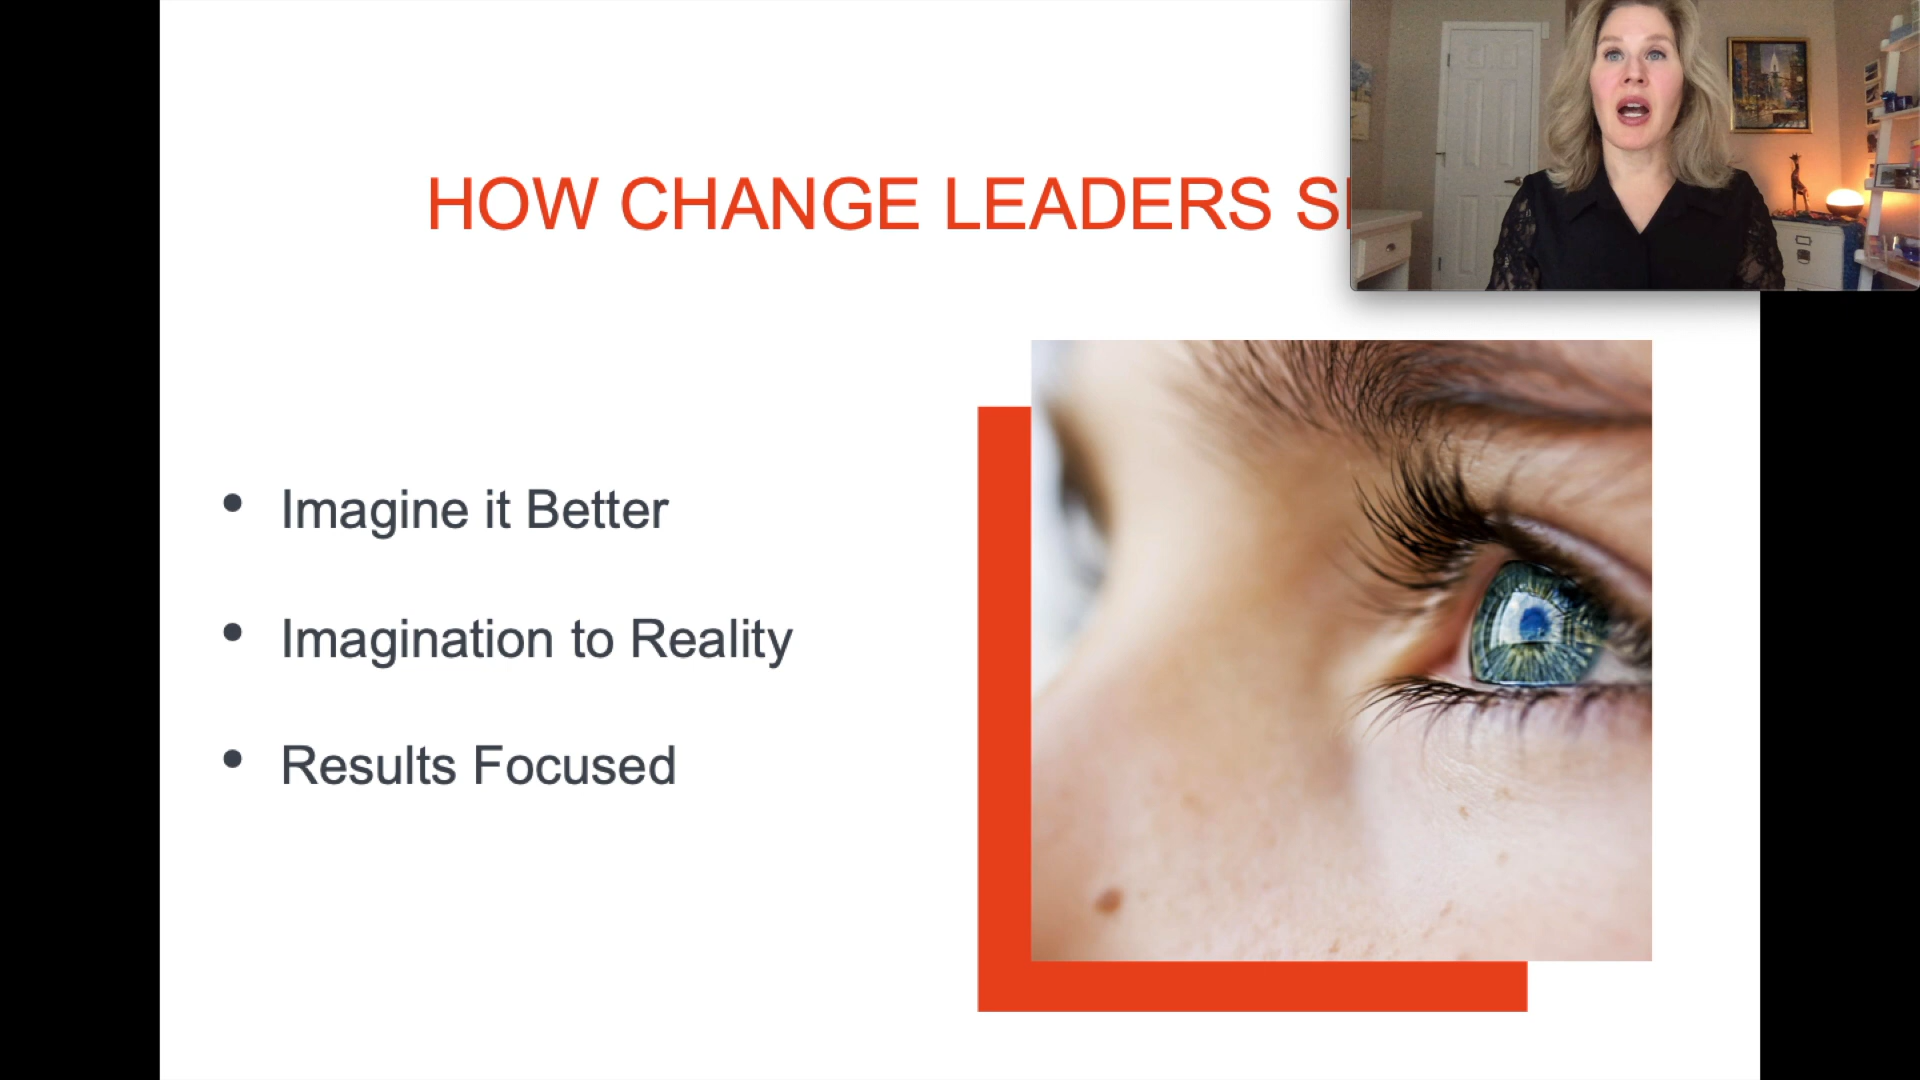 HOW CHANGE LEADERS
• Imagine it Better
• Imagination to Reality
• Results Focused